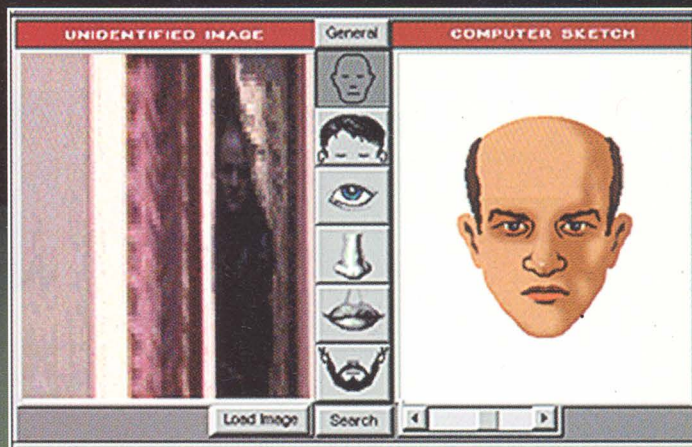 UNIDENTIFIED IMAGE
General
COMPUTER SKETCH
Load Image
Search